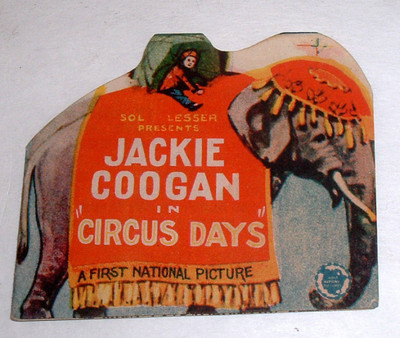 SOL LESSER
PRESENTS
JACKIE
COOGAN
IN
"CIRCUS DAYS"
A FIRST NATIONAL PICTURE